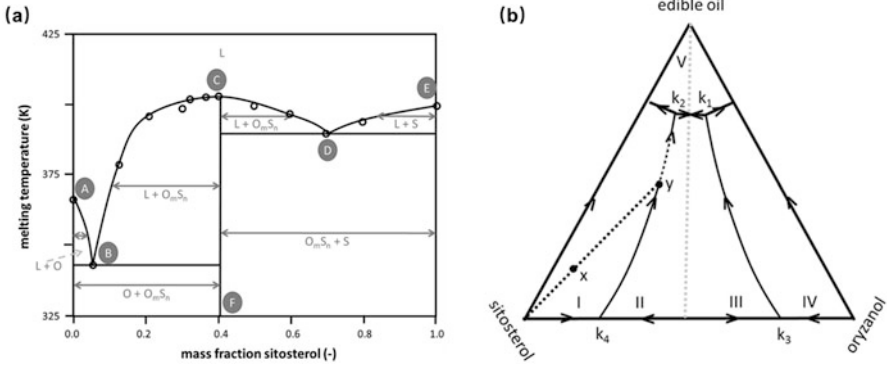 (a)
425
375
325
melting temperature (K)
A
B
C
D
E
F
L
L + OmSn
L + S
L + OmSn
L + O
OmSn + S
O + OmSn
0.0
0.2
0.4
0.6
0.8
1.0
mass fraction sitosterol (-)
(b)
edible oil
V
k2
k1
y
x
I
II
III
IV
sitosterol
k4
k3
oryzanol